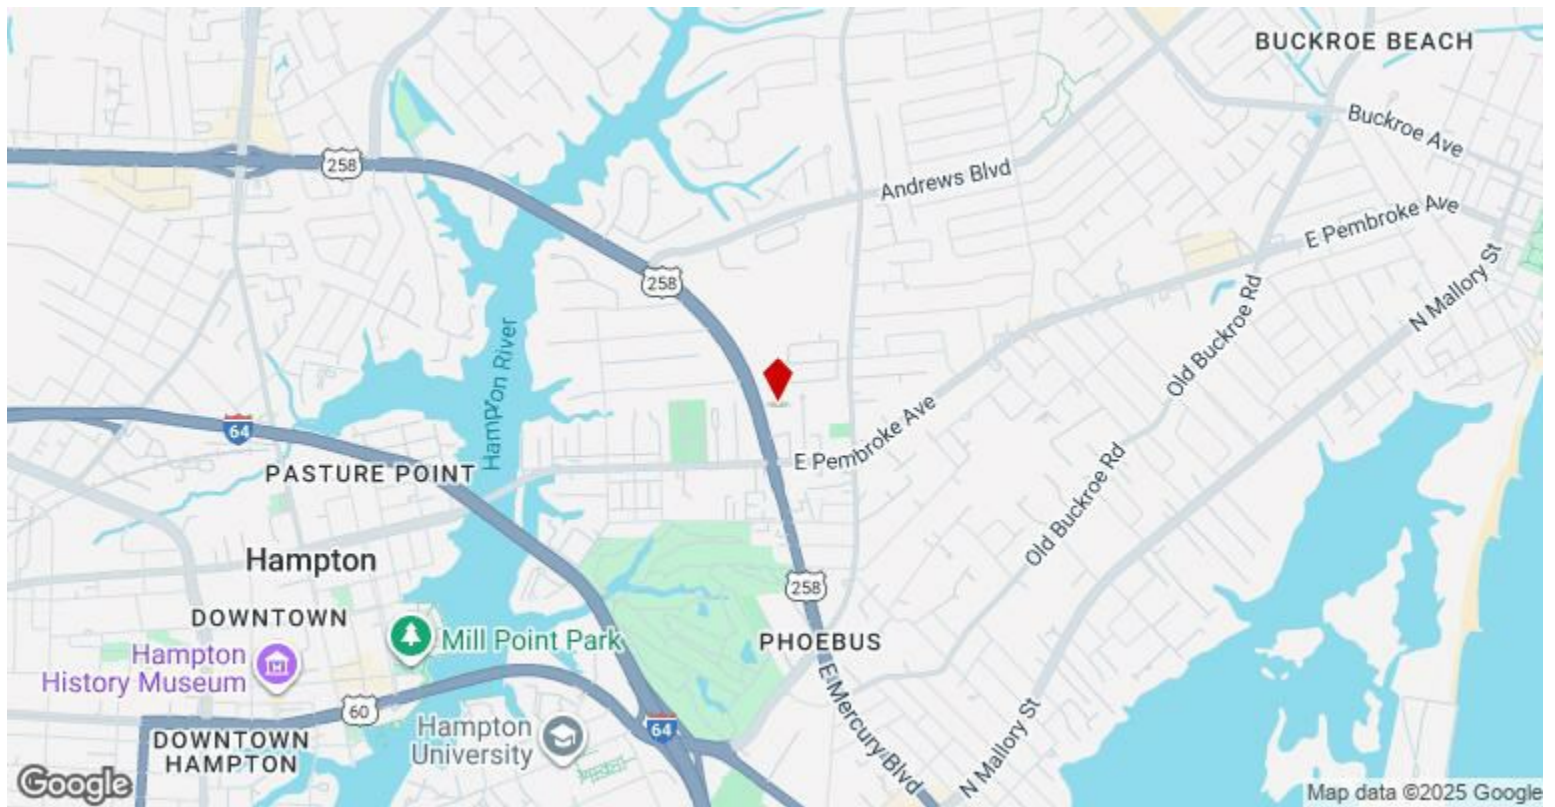 BUCKROE BEACH
Buckroe Ave
258
Andrews Blvd
E Pembroke Ave
258
N Mallory St
Old Buckroe Rd
Hampton River
64
E Pembroke Ave
PASTURE POINT
Old Buckroe Rd
Hampton
258
DOWNTOWN
Mill Point Park
PHOEBUS
Hampton
History Museum
E Mercury Blvd
60
64
N Mallory St
Hampton
University
DOWNTOWN
HAMPTON
Google
Map data ©2025 Google